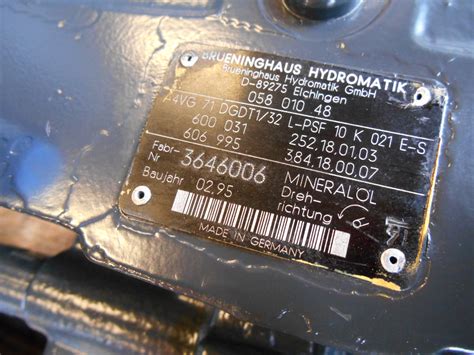 BRUENINGHAUS HYDROMATIK
Brueninghaus Hydromatik GmbH
D-89275 Elchingen
058 010 48
A4VG 71 DGDT1/32 L-PSF 10 K 021 E-S
600 031 252.18.01.03
606 995 384.18.00.07
Fabr-Nr 3646006 MINERALÖL
Baujahr 02.95 Dreh-
richtung
MADE IN GERMANY